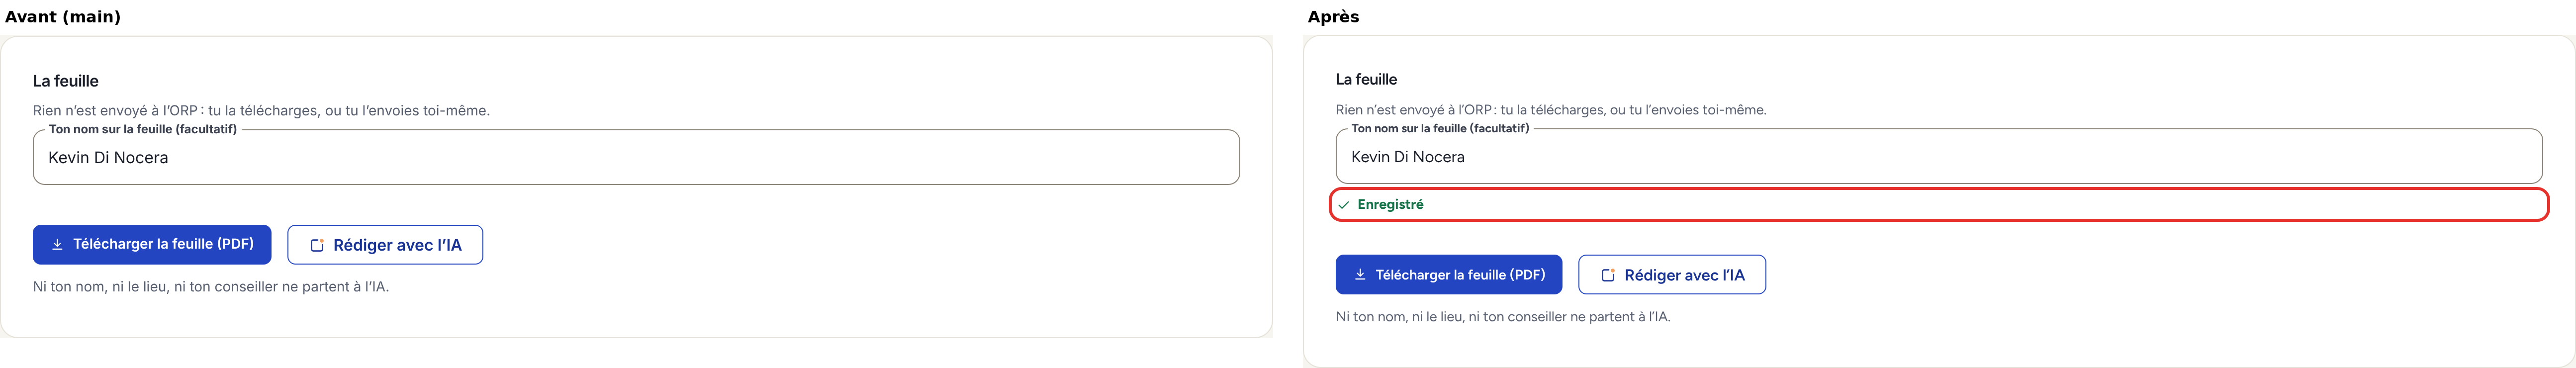 Avant (main)
La feuille
Rien n’est envoyé à l’ORP : tu la télécharges, ou tu l’envoies toi-même.
Ton nom sur la feuille (facultatif)
Kevin Di Nocera
Télécharger la feuille (PDF)
Rédiger avec l’IA
Ni ton nom, ni le lieu, ni ton conseiller ne partent à l’IA.
Après
La feuille
Rien n’est envoyé à l’ORP : tu la télécharges, ou tu l’envoies toi-même.
Ton nom sur la feuille (facultatif)
Kevin Di Nocera
Enregistré
Télécharger la feuille (PDF)
Rédiger avec l’IA
Ni ton nom, ni le lieu, ni ton conseiller ne partent à l’IA.